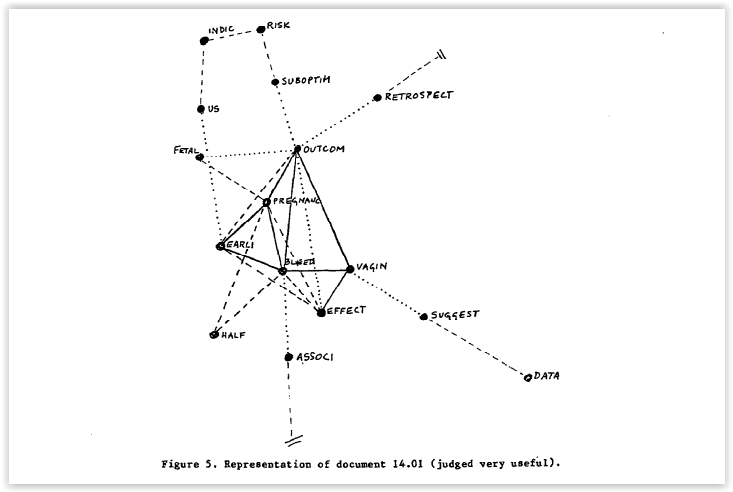 INDIC
RISK
SUBOPTIM
RETROSPECT
US
FETAL
OUTCOM
PREGNANC
EARLI
BLEED
VAGIN
EFFECT
SUGGEST
HALF
ASSOCI
DATA
Figure 5. Representation of document 14.01 (judged very useful).